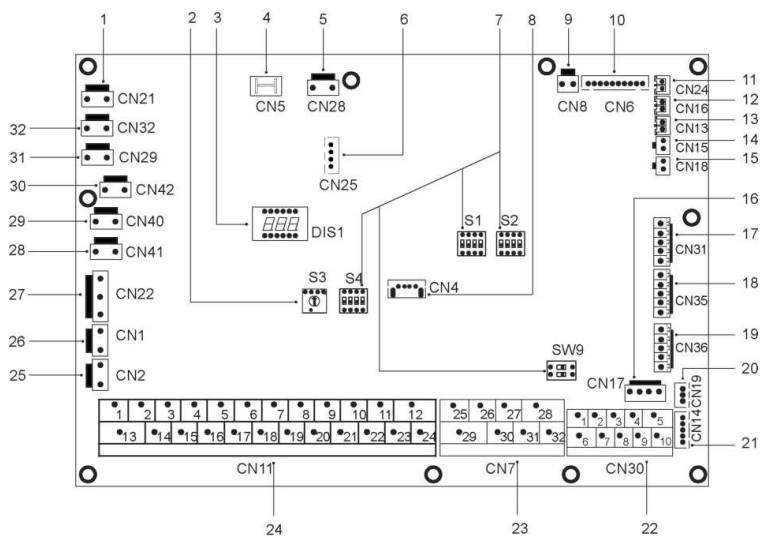 1 2 3 4 5 6 7 8 9 10
CN21 CN5 CN28 CN8 CN6 CN24 11
CN16 12
32 CN32 CN13 13
31 CN29 CN15 14
CN25 CN18 15
30 CN42 16
29 CN40 DIS1 S1 S2
28 CN41 CN31 17
27 CN22 S3 S4 CN4 CN35 18
26 CN1 SW9 CN36 19
25 CN2 CN17 CN19 20
1 2 3 4 5 6 7 8 9 10 11 12 25 26 27 28 1 2 3 4 5 CN14
13 14 15 16 17 18 19 20 21 22 23 24 29 30 31 32 6 7 8 9 10 21
CN11 CN7 CN30
24 23 22